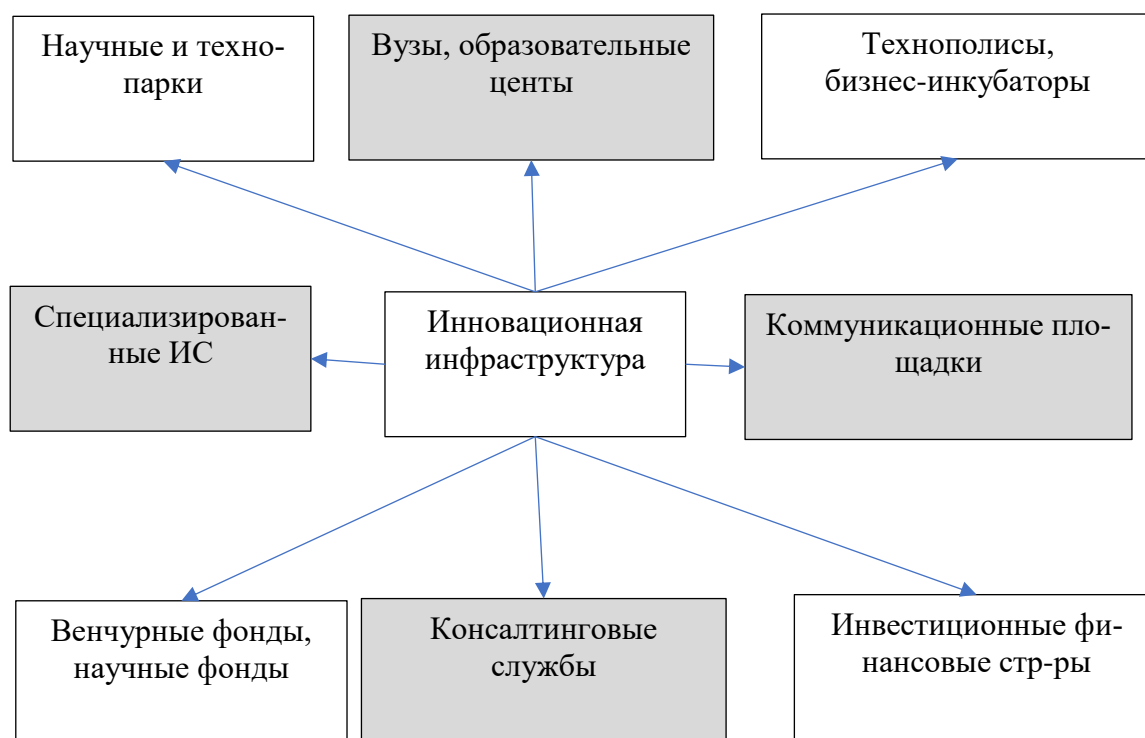 Научные и техно-
парки
Вузы, образовательные
центы
Технополисы,
бизнес-инкубаторы
Специализирован-
ные ИС
Инновационная
инфраструктура
Коммуникационные пло-
щадки
Венчурные фонды,
научные фонды
Консалтинговые
службы
Инвестиционные фи-
нансовые стр-ры